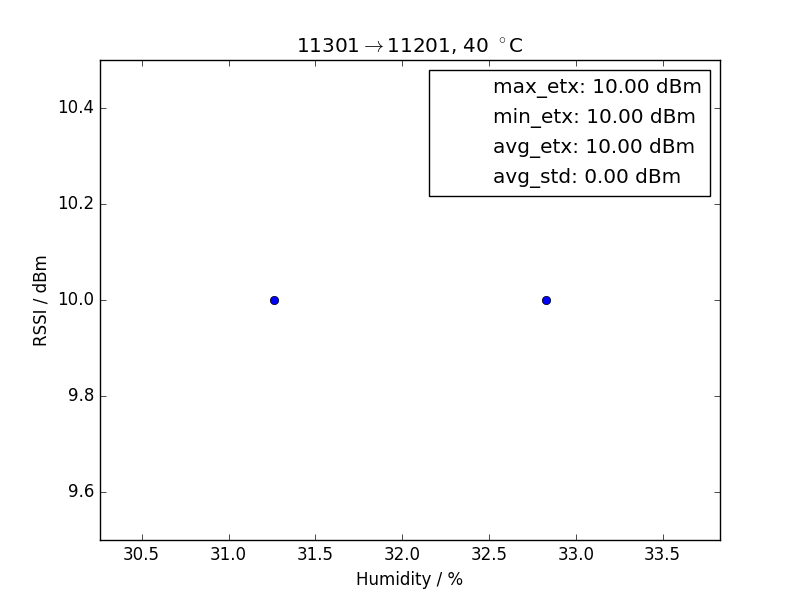 11301→11201, 40 °C
max_etx: 10.00 dBm
min_etx: 10.00 dBm
avg_etx: 10.00 dBm
avg_std: 0.00 dBm
RSSI / dBm
10.4
10.2
10.0
9.8
9.6
30.5 31.0 31.5 32.0 32.5 33.0 33.5
Humidity / %